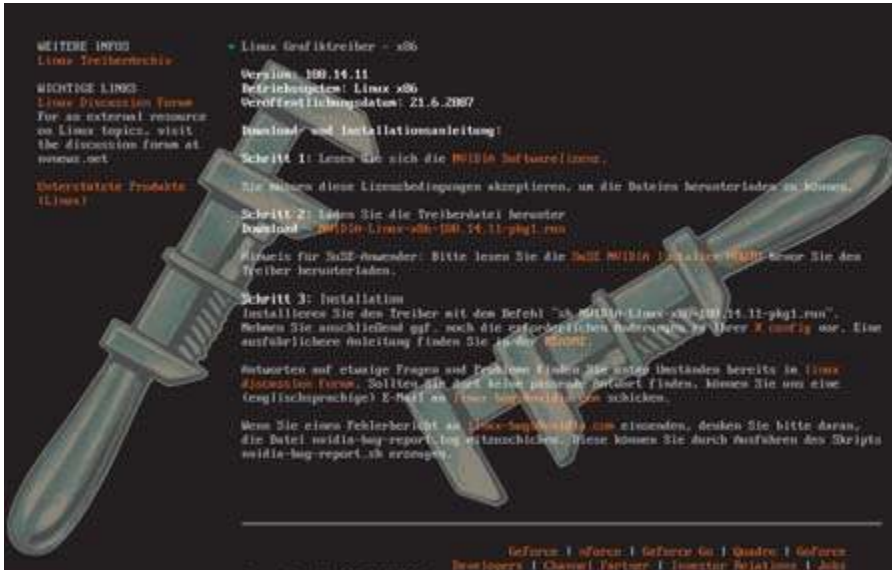 WEITERE INFOS
Linux TreiberArchiv
WICHTIGE LINKS
Linux Discussion Forum
For an external resource
on Linux topics, visit
the discussion forum at
nvnews.net
Unterstützte Produkte
(Linux)
Linux Grafiktreiber - x86
Version: 100.14.11
Betriebssystem: Linux x86
Veröffentlichungsdatum: 21.6.2007
Download- und Installationsanleitung:
Schritt 1: Lesen Sie sich die NVIDIA Softwarelizenz.
Sie müssen diese Lizenzbedingungen akzeptieren, um die Dateien herunterladen zu können.
Schritt 2: Laden Sie die Treiberdatei herunter
Download - NVIDIA-Linux-x86-100.14.11-pkg1.run
Hinweis für SuSE-Anwender: Bitte lesen Sie die SuSE NVIDIA Installer HOWTO bevor Sie den
Treiber herunterladen.
Schritt 3: Installation
Installieren Sie den Treiber mit dem Befehl "sh NVIDIA-Linux-x86-100.14.11-pkg1.run".
Nehmen Sie anschließend ggf. noch die erforderlichen Änderungen an Ihrer X config vor. Eine
ausführlichere Anleitung finden Sie in der README.
Antworten auf etwaige Fragen und Probleme finden Sie unter Umständen bereits im linux
discussion forum. Sollten Sie dort keine passende Antwort finden, können Sie uns eine
(englischsprachige) E-Mail an linux-bugs@nvidia.com schicken.
Wenn Sie einen Fehlerbericht an linux-bugs@nvidia.com einsenden, denken Sie bitte daran,
die Datei nvidia-bug-report.log mitzuschicken. Diese können Sie durch Ausführen des Skripts
nvidia-bug-report.sh erzeugen.
GeForce | nForce | GeForce Go | Quadro | GoForce
Developers | Channel Partner | Investor Relations | Jobs